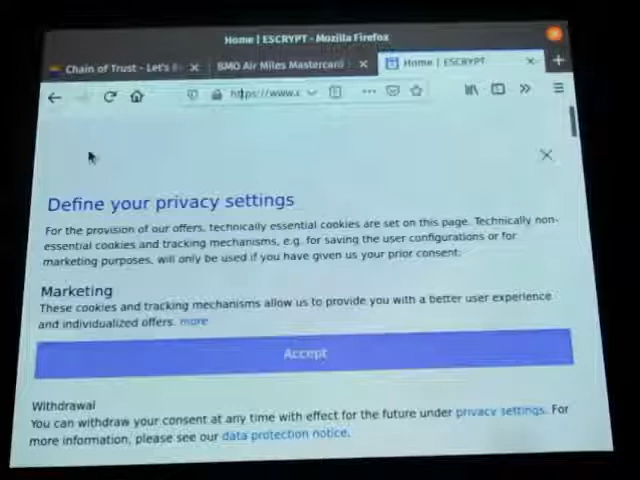 Home | ESCRYPT - Mozilla Firefox
Chain of Trust - Let's E
BMO Air Miles Mastercard
Home | ESCRYPT
https://www.e
Define your privacy settings
For the provision of our offers, technically essential cookies are set on this page. Technically non-
essential cookies and tracking mechanisms, e.g. for saving the user configurations or for
marketing purposes, will only be used if you have given us your prior consent.
Marketing
These cookies and tracking mechanisms allow us to provide you with a better user experience
and individualized offers. more
Accept
Withdrawal
You can withdraw your consent at any time with effect for the future under privacy settings. For
more information, please see our data protection notice.